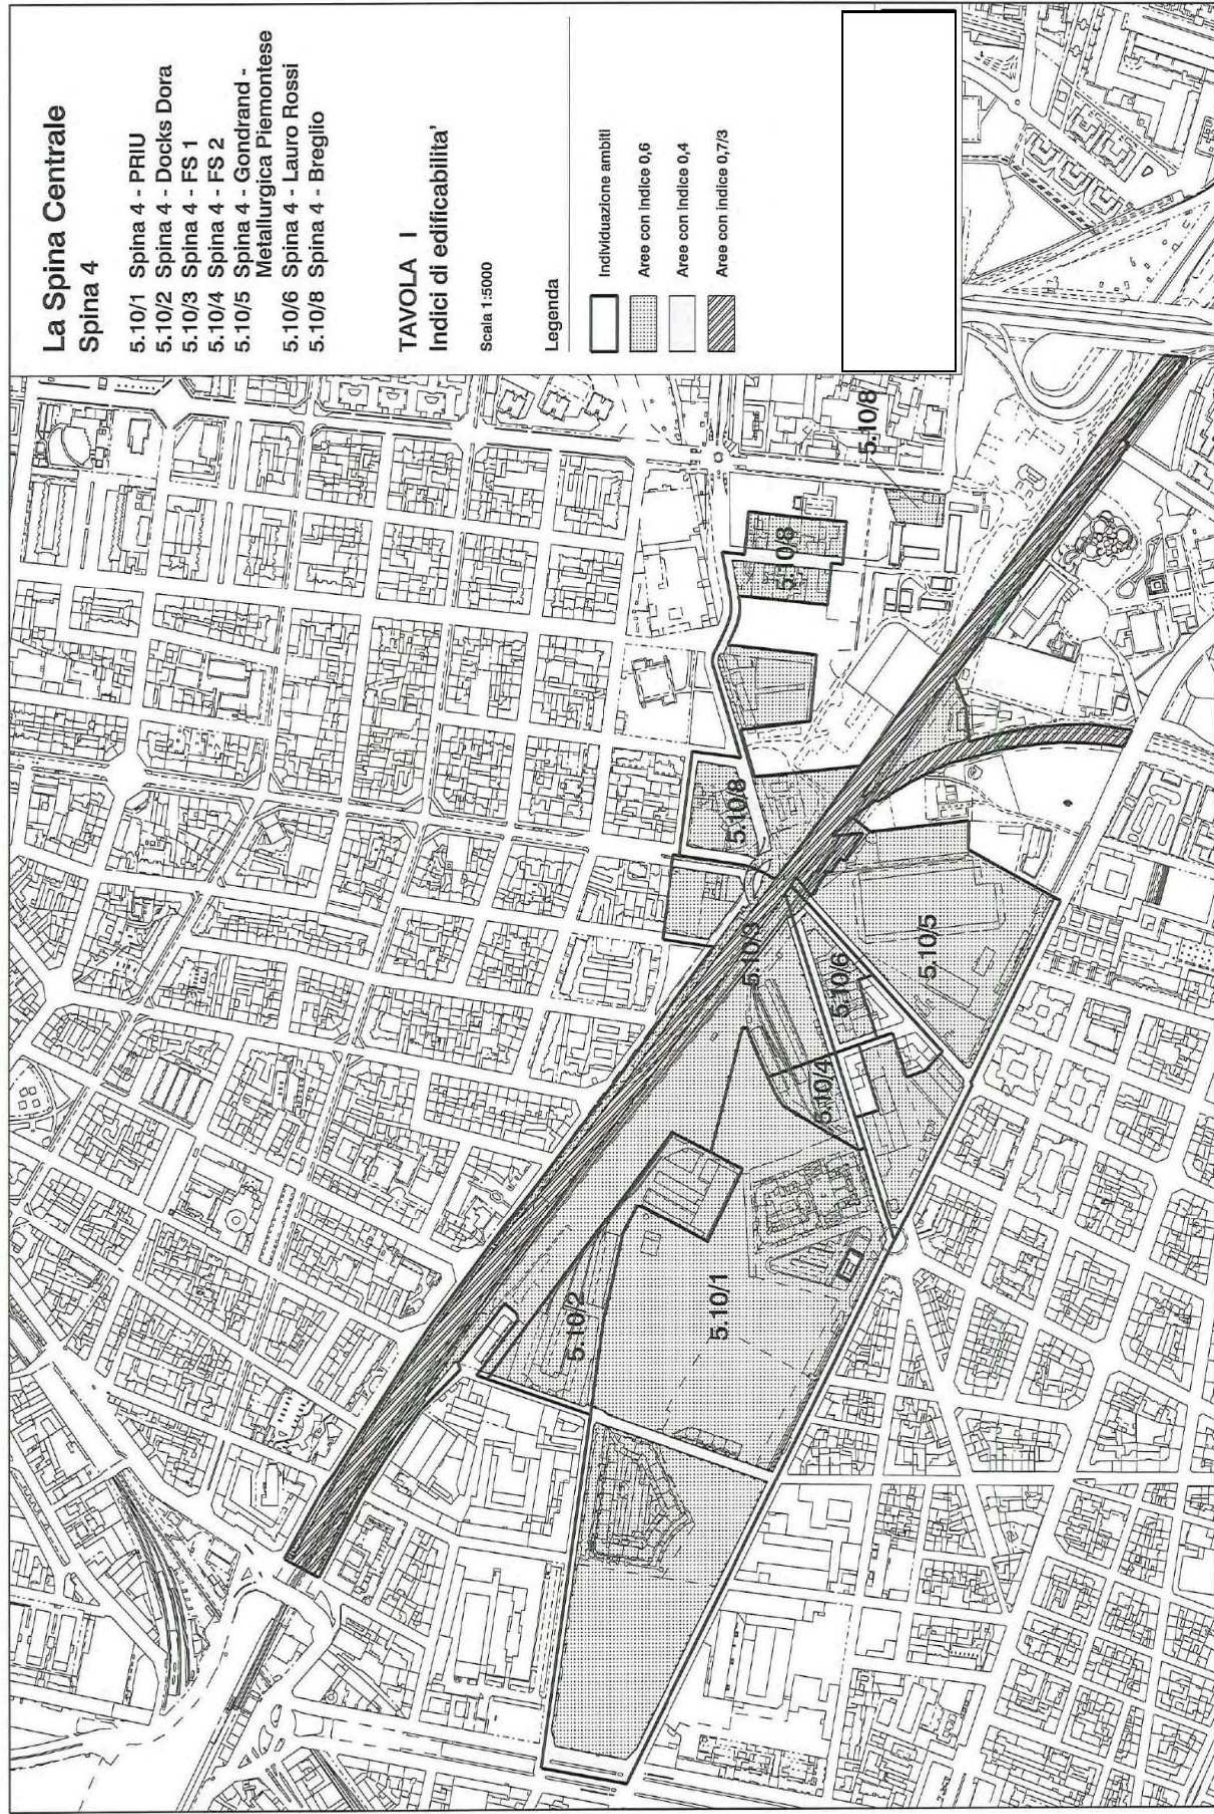 La Spina Centrale
Spina 4
5.10/1 Spina 4 - PRIU
5.10/2 Spina 4 - Docks Dora
5.10/3 Spina 4 - FS 1
5.10/4 Spina 4 - FS 2
5.10/5 Spina 4 - Gondrand -
Metallurgica Piemontese
5.10/6 Spina 4 - Lauro Rossi
5.10/8 Spina 4 - Breglio
TAVOLA I
Indici di edificabilita'
Scala 1:5000
Legenda
Individuazione ambiti
Aree con indice 0,6
Aree con indice 0,4
Aree con indice 0,7/3
5.10/8
5.10/8
5.10/8
5.10/3
5.10/6
5.10/5
5.10/4
5.10/2
5.10/1